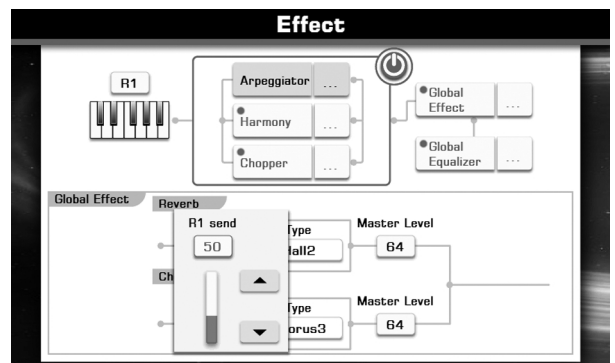 Effect
R1
Arpeggiator ...
Harmony ...
Chopper ...
Global
Effect ...
Global
Equalizer ...
Global Effect
Reverb
R1 send
50
Type
Master Level
64
Ch
Type
Master Level
64